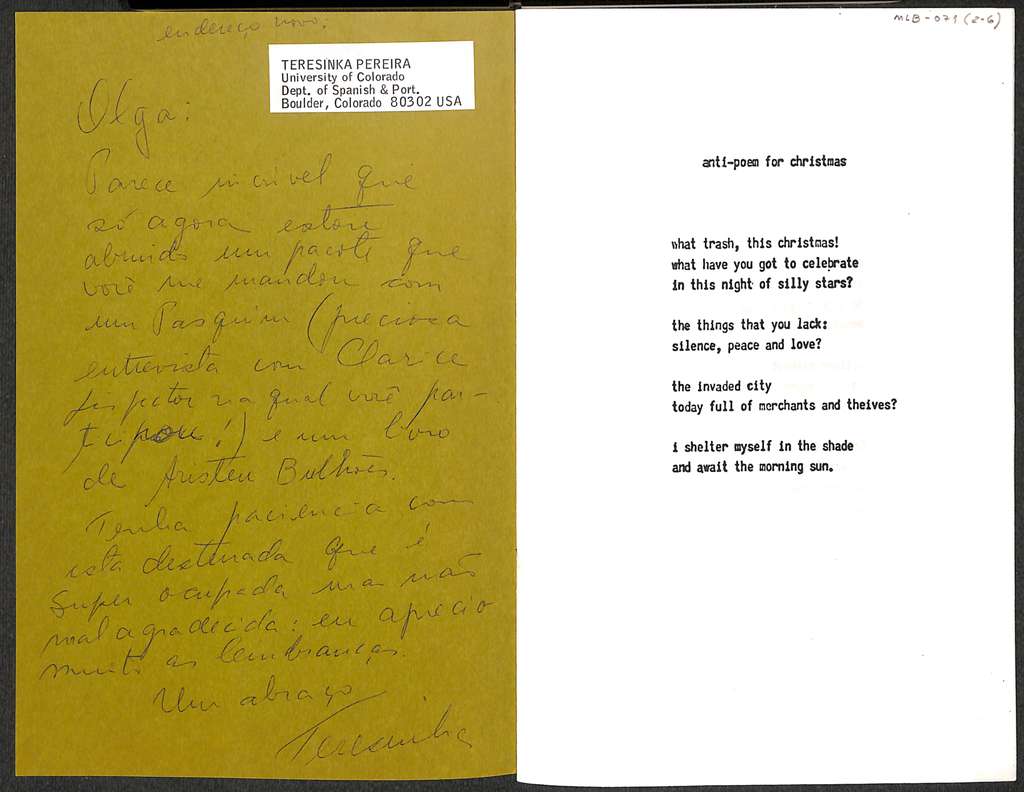 endereço novo:
TERESINKA PEREIRA
University of Colorado
Dept. of Spanish & Port.
Boulder, Colorado 80302 USA
Olga:
Parece incrivel que
só agora estou
abrindo um pacote que
você me mandou com
um Pasquim (preciosa
entrevista com Clarice
Lispector na qual você par-
ticipou!) e um livro
de Aristeu Bulhões.
Tenha paciencia com
esta destinada que é
super ocupada mas não
mal agradecida: eu aprecio
muito as lembranças.
Um abraço
Teresinka
MLB-071 (2-6)
anti-poem for christmas
what trash, this christmas!
what have you got to celebrate
in this night of silly stars?
the things that you lack:
silence, peace and love?
the invaded city
today full of merchants and theives?
i shelter myself in the shade
and await the morning sun.